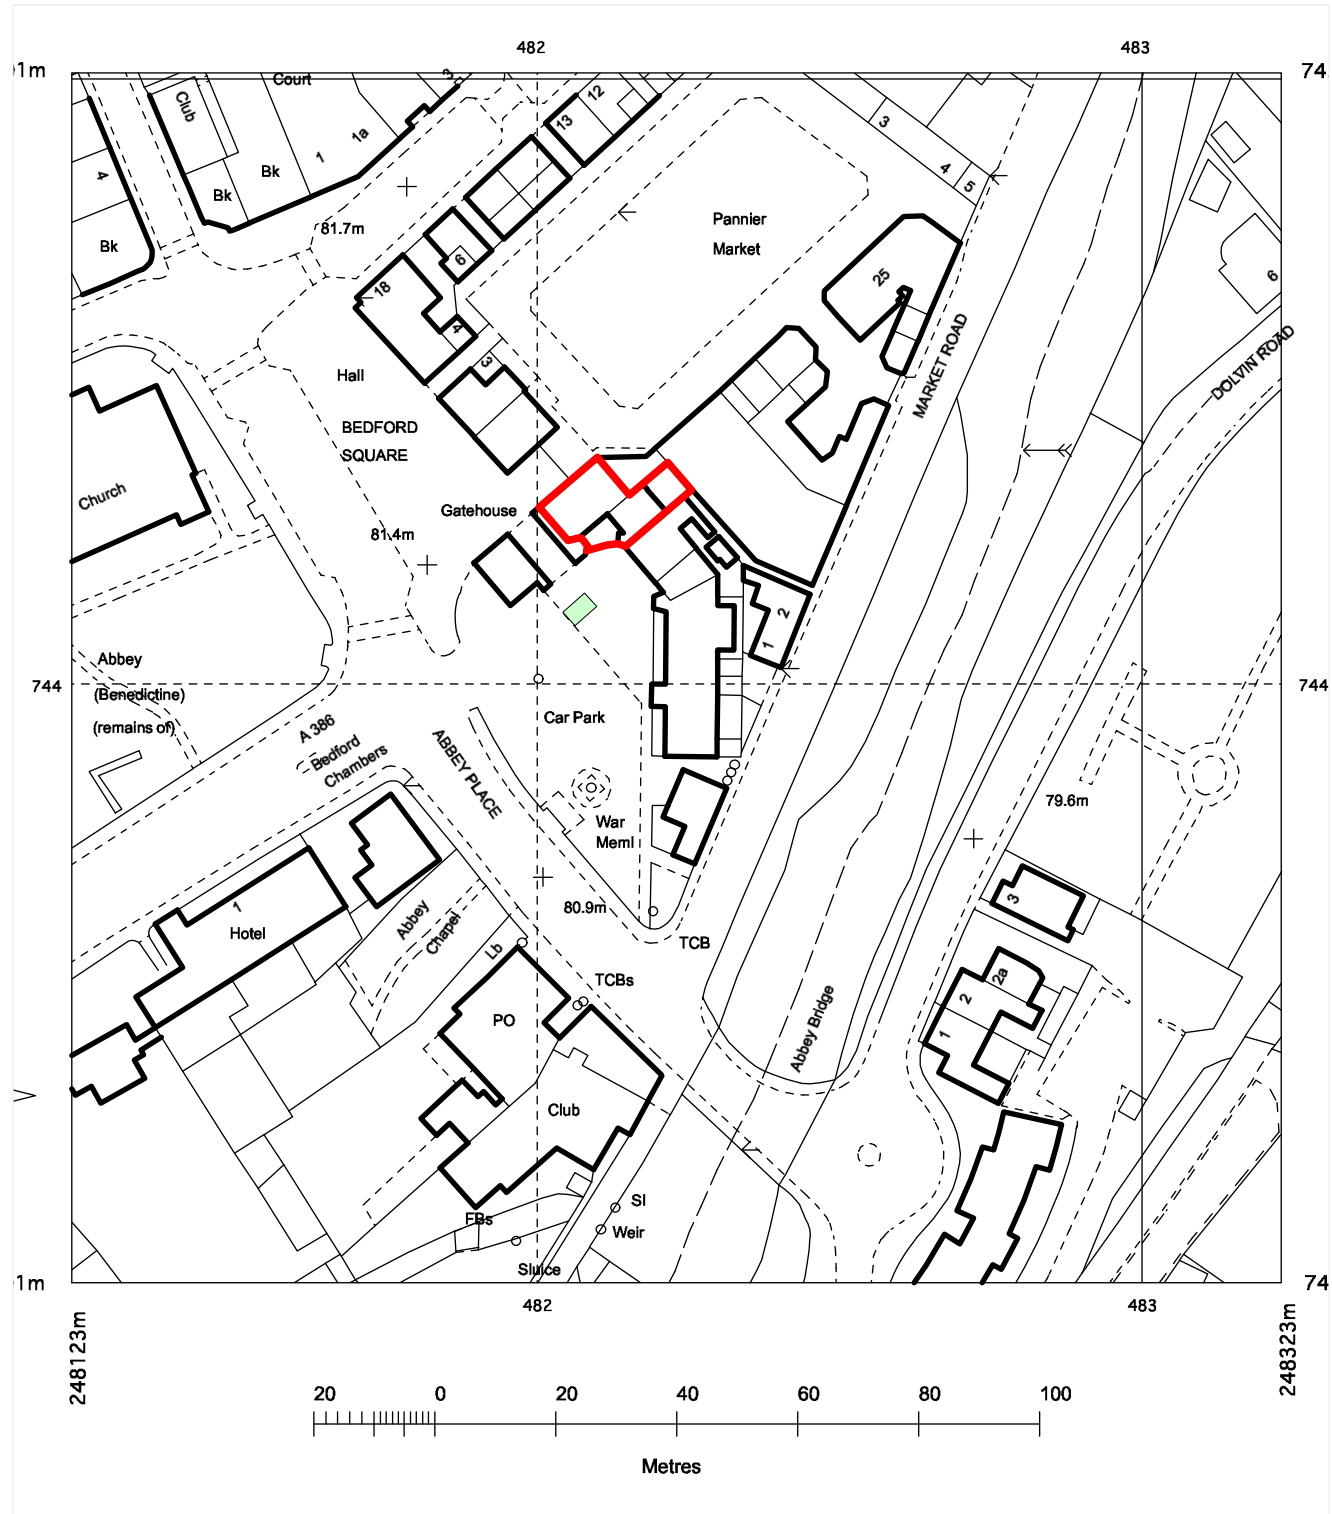 482
483
01m
74
Court
3
Club
1
1a
Bk
Bk
4
Bk
13
12
3
4
5
81.7m
Pannier
Market
6
18
4
25
6
3
Hall
MARKET ROAD
DOLVIN ROAD
BEDFORD
SQUARE
Church
Gatehouse
81.4m
2
1
Abbey
(Benedictine)
(remains of)
744
744
A 386
Bedford
Chambers
ABBEY PLACE
Car Park
War
Meml
79.6m
80.9m
1
Hotel
Abbey
Chapel
Lb
TCB
TCBs
3
PO
2a
2
1
Abbey Bridge
Club
Sl
Weir
FBs
Sluice
1m
74
482
483
248123m
248323m
20 0 20 40 60 80 100
Metres